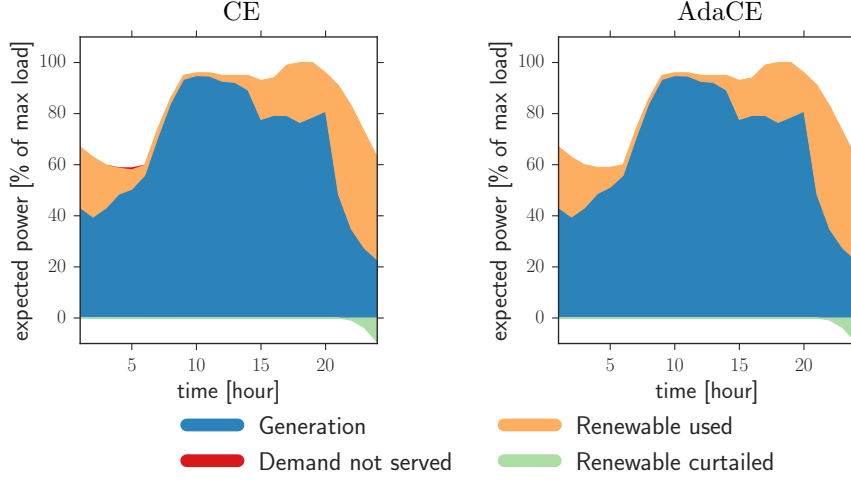 CE
AdaCE
expected power [% of max load]
100
80
60
40
20
0
5
10
15
20
time [hour]
expected power [% of max load]
100
80
60
40
20
0
5
10
15
20
time [hour]
Generation
Renewable used
Demand not served
Renewable curtailed